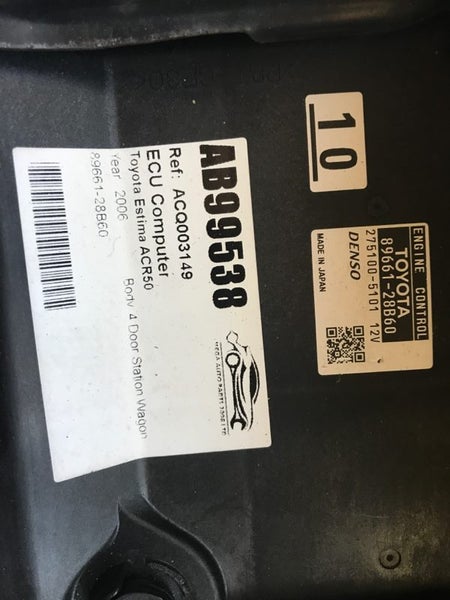 10
ENGINE CONTROL
TOYOTA
89661-28B60
275100-5101 12V
DENSO
MADE IN JAPAN
AB99538
Ref: ACQ003149
ECU Computer
Toyota Estima ACR50
Year 2006 Body 4 Door Station Wagon
89661-28B60